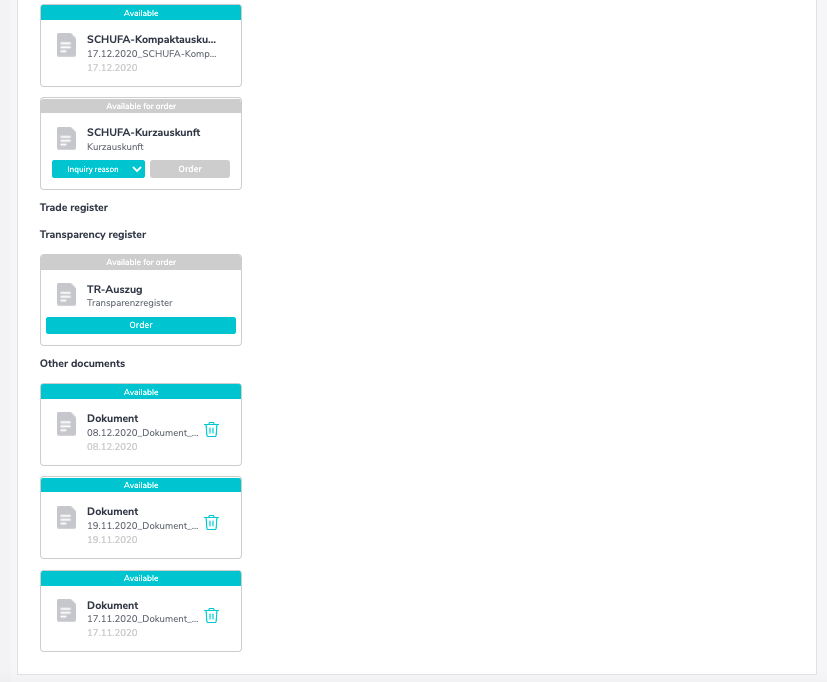 Available
SCHUFA-Kompaktausku...
17.12.2020_SCHUFA-Komp...
17.12.2020
Available for order
SCHUFA-Kurzauskunft
Kurzauskunft
Inquiry reason
Order
Trade register
Transparency register
Available for order
TR-Auszug
Transparenzregister
Order
Other documents
Available
Dokument
08.12.2020_Dokument_...
08.12.2020
Available
Dokument
19.11.2020_Dokument_...
19.11.2020
Available
Dokument
17.11.2020_Dokument_...
17.11.2020